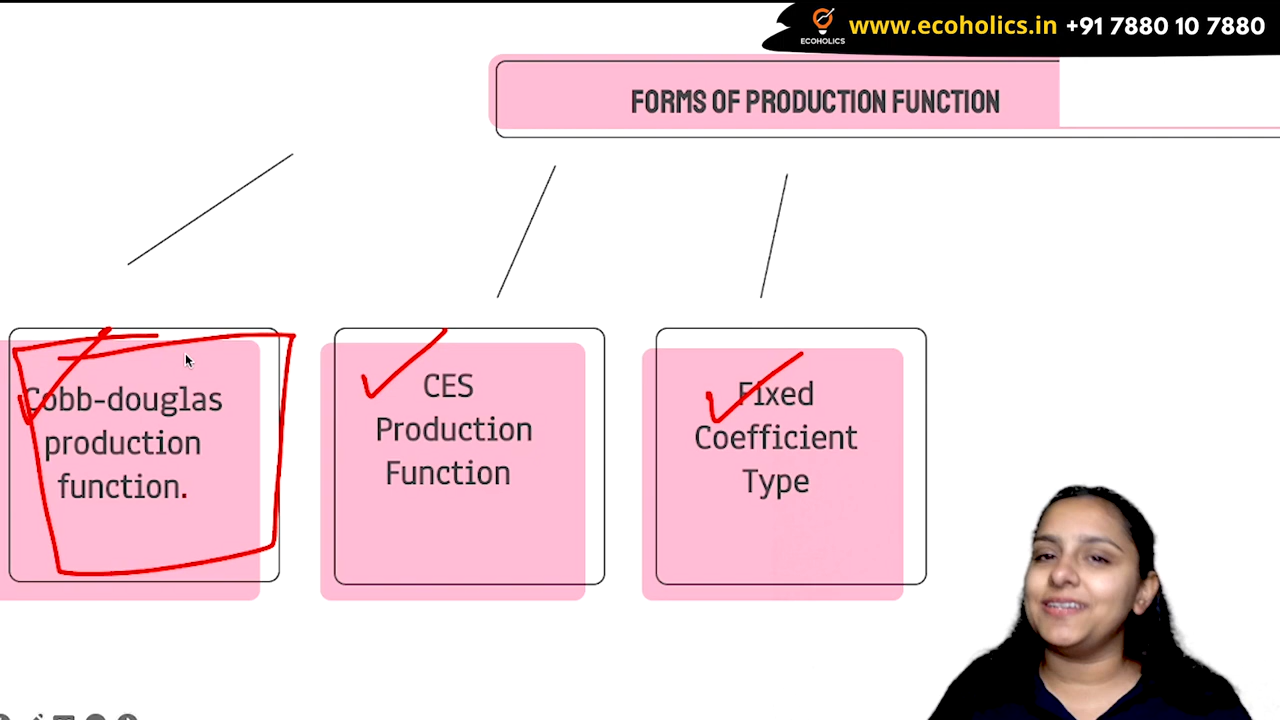 www.ecoholics.in +91 7880 10 7880
ECOHOLICS
FORMS OF PRODUCTION FUNCTION
Cobb-douglas
production
function.
CES
Production
Function
Fixed
Coefficient
Type